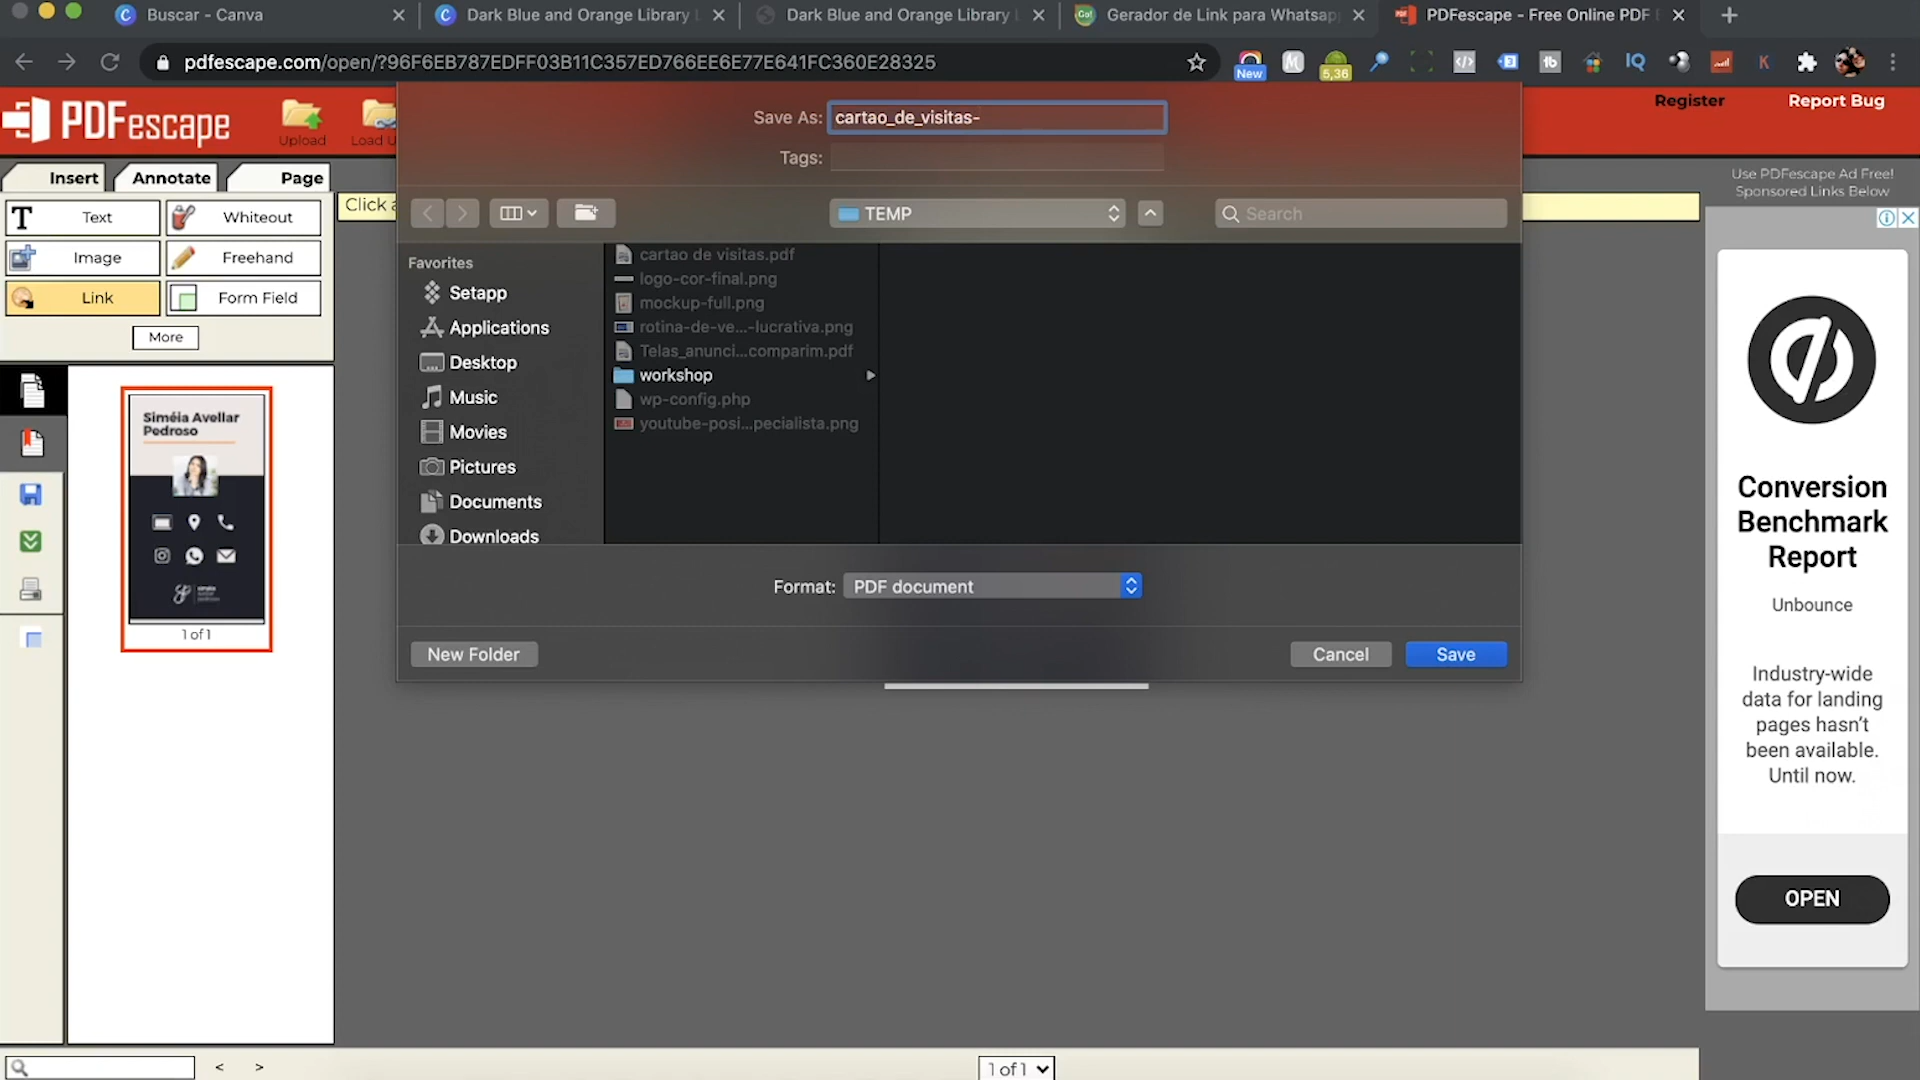 Buscar - Canva
Dark Blue and Orange Library
Dark Blue and Orange Library
Gerador de Link para Whatsapp
PDFescape - Free Online PDF
pdfescape.com/open/?96F6EB787EDFF03B11C357ED766EE6E77E641FC360E28325
New
5,36
IQ
K
PDFescape
Upload
Load U
Register
Report Bug
Save As: cartao_de_visitas-
Tags:
Insert
Annotate
Page
Text
Whiteout
Image
Freehand
Link
Form Field
More
Click a
TEMP
Search
Favorites
Setapp
Applications
Desktop
Music
Movies
Pictures
Documents
Downloads
cartao de visitas.pdf
logo-cor-final.png
mockup-full.png
rotina-de-ve...-lucrativa.png
Telas_anunci...comparim.pdf
workshop
wp-config.php
youtube-posi...pecialista.png
Format: PDF document
New Folder
Cancel
Save
Siméia Avellar
Pedroso
1 of 1
Use PDFescape Ad Free!
Sponsored Links Below
Conversion
Benchmark
Report
Unbounce
Industry-wide
data for landing
pages hasn't
been available.
Until now.
OPEN
< >
1 of 1